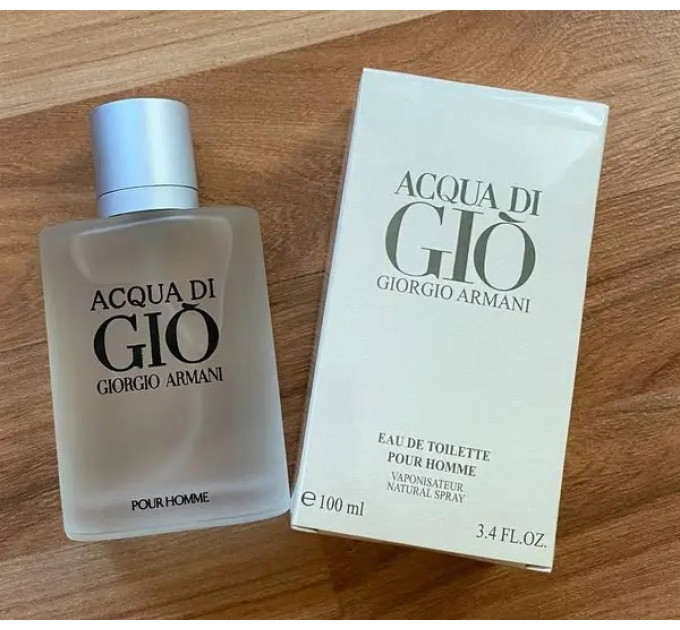 ACQUA DI
GIÒ
GIORGIO ARMANI
POUR HOMME
ACQUA DI
GIÒ
GIORGIO ARMANI
EAU DE TOILETTE
POUR HOMME
VAPORISATEUR
NATURAL SPRAY
e 100 ml
3.4 FL.OZ.